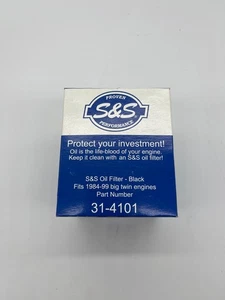 PROVEN
S&S
PERFORMANCE
Protect your investment!
Oil is the life-blood of your engine.
Keep it clean with an S&S oil filter!
S&S Oil Filter - Black
Fits 1984-99 big twin engines
Part Number
31-4101